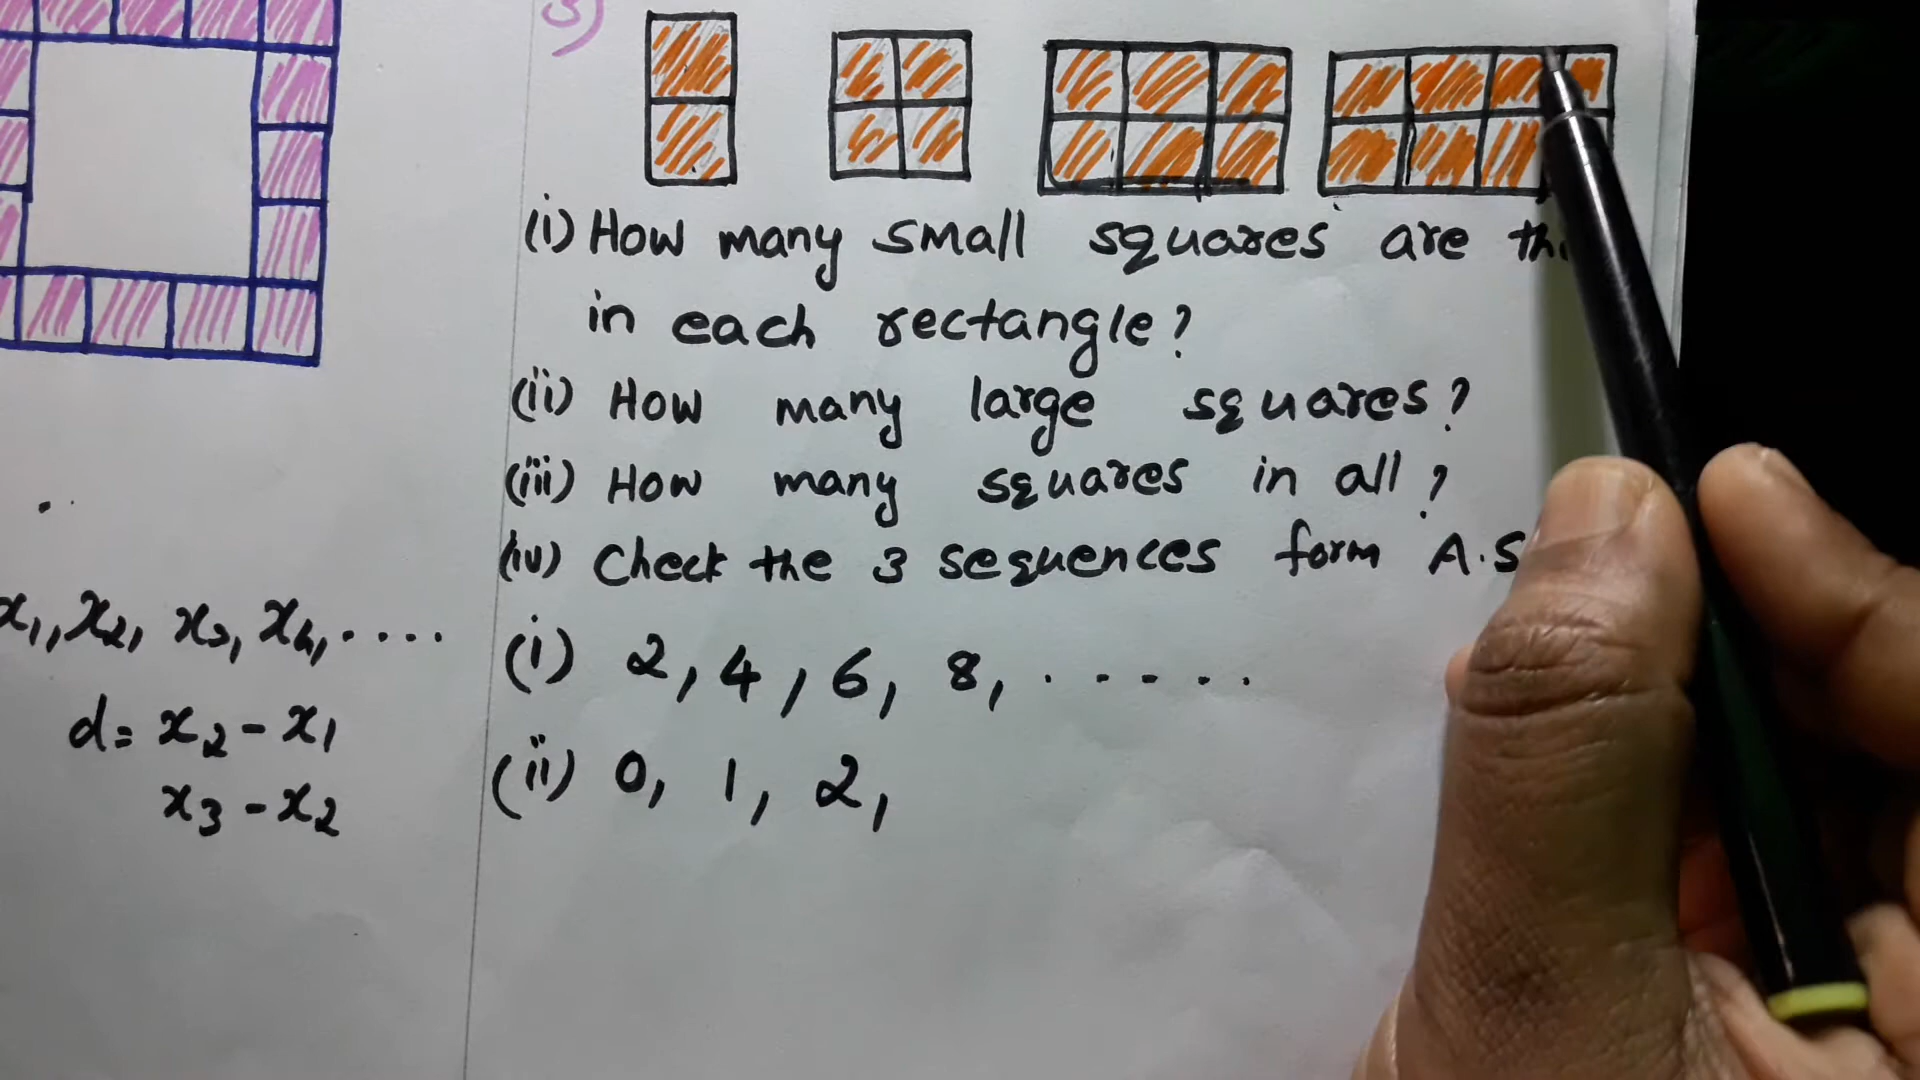 3)
(i) How many small squares are
in each rectangle?
(ii) How many large squares?
(iii) How many squares in all?
(iv) Check the 3 sequences form A.S
x₁, x₂, x₃, x₄, ....
d = x₂ - x₁
x₃ - x₂
(i) 2, 4, 6, 8, .....
(ii) 0, 1, 2,